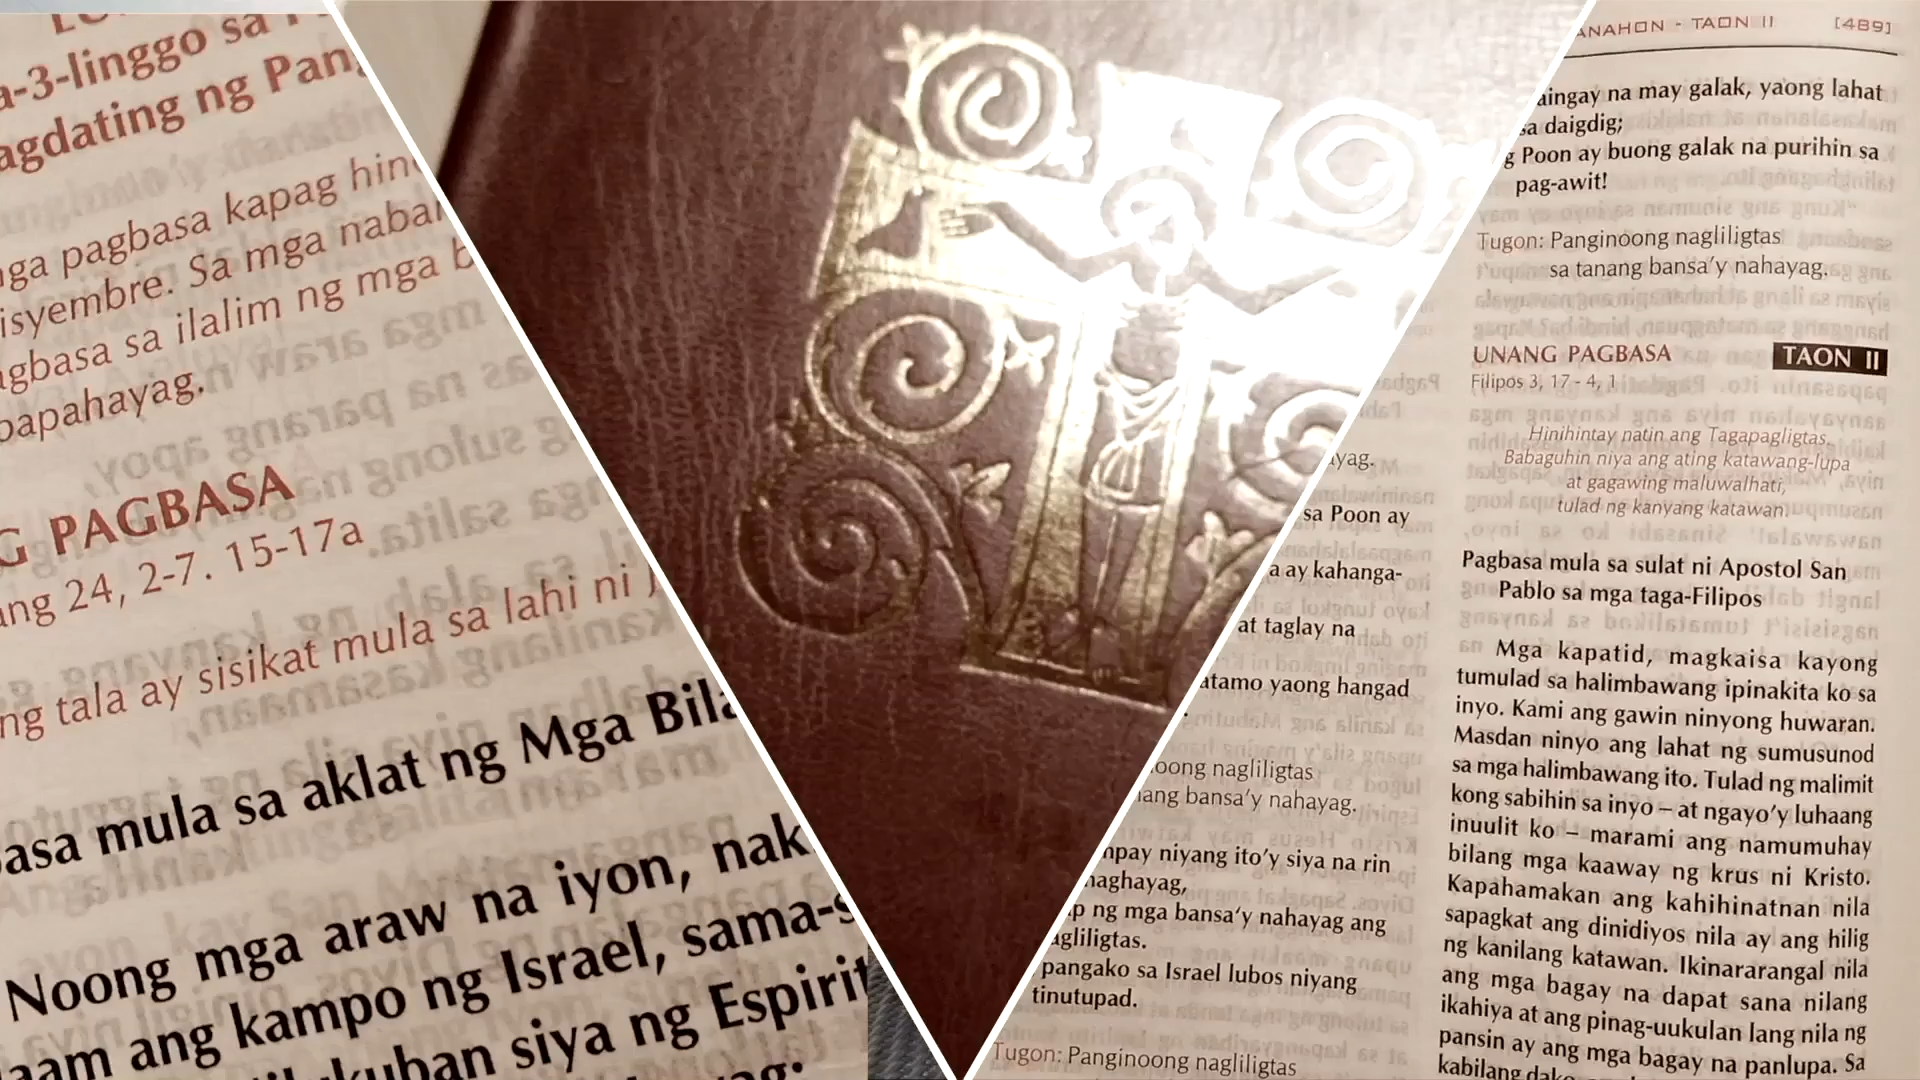 a-3-linggo sa
agdating ng Pan
ga pagbasa kapag hin
isyembre. Sa mga naba
agbasa sa ilalim ng mga b
papahayag.
G PAGBASA
ang 24, 2-7. 15-17a
ng tala ay sisikat mula sa lahi ni J
asa mula sa aklat ng Mga Bila
Noong mga araw na iyon, nak
aam ang kampo ng Israel, sama-s
kuban siya ng Espirit
ayag.
sa Poon ay
a ay kahanga-
at taglay na
atamo yaong hangad
oong nagliligtas
ang bansa'y nahayag.
mpay niyang ito'y siya na rin
naghayag,
p ng mga bansa'y nahayag ang
agliligtas.
pangako sa Israel lubos niyang
tinutupad.
Tugon: Panginoong nagliligtas
ANAHON - TAON II [489]
aingay na may galak, yaong lahat
sa daigdig;
g Poon ay buong galak na purihin sa
pag-awit!
Tugon: Panginoong nagliligtas
sa tanang bansa'y nahayag.
UNANG PAGBASA TAON II
Filipos 3, 17 - 4, 1
Hinihintay natin ang Tagapagligtas.
Babaguhin niya ang ating katawang-lupa
at gagawing maluwalhati,
tulad ng kanyang katawan.
Pagbasa mula sa sulat ni Apostol San
Pablo sa mga taga-Filipos
Mga kapatid, magkaisa kayong
tumulad sa halimbawang ipinakita ko sa
inyo. Kami ang gawin ninyong huwaran.
Masdan ninyo ang lahat ng sumusunod
sa mga halimbawang ito. Tulad ng malimit
kong sabihin sa inyo – at ngayo'y luhaang
inuulit ko – marami ang namumuhay
bilang mga kaaway ng krus ni Kristo.
Kapahamakan ang kahihinatnan nila
sapagkat ang dinidiyos nila ay ang hilig
ng kanilang katawan. Ikinararangal nila
ang mga bagay na dapat sana nilang
ikahiya at ang pinag-uukulan lang nila ng
pansin ay ang mga bagay na panlupa. Sa
kabilang dako